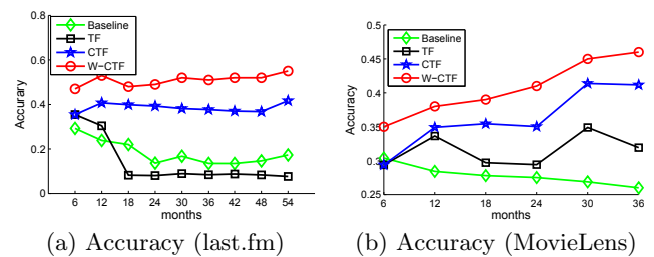 0.8
0.6
0.4
0.2
0
Accurary
Baseline
TF
CTF
W-CTF
6 12 18 24 30 36 42 48 54
months
(a) Accuracy (last.fm)
0.5
0.45
0.4
0.35
0.3
0.25
Accuracy
Baseline
TF
CTF
W-CTF
6 12 18 24 30 36
months
(b) Accuracy (MovieLens)